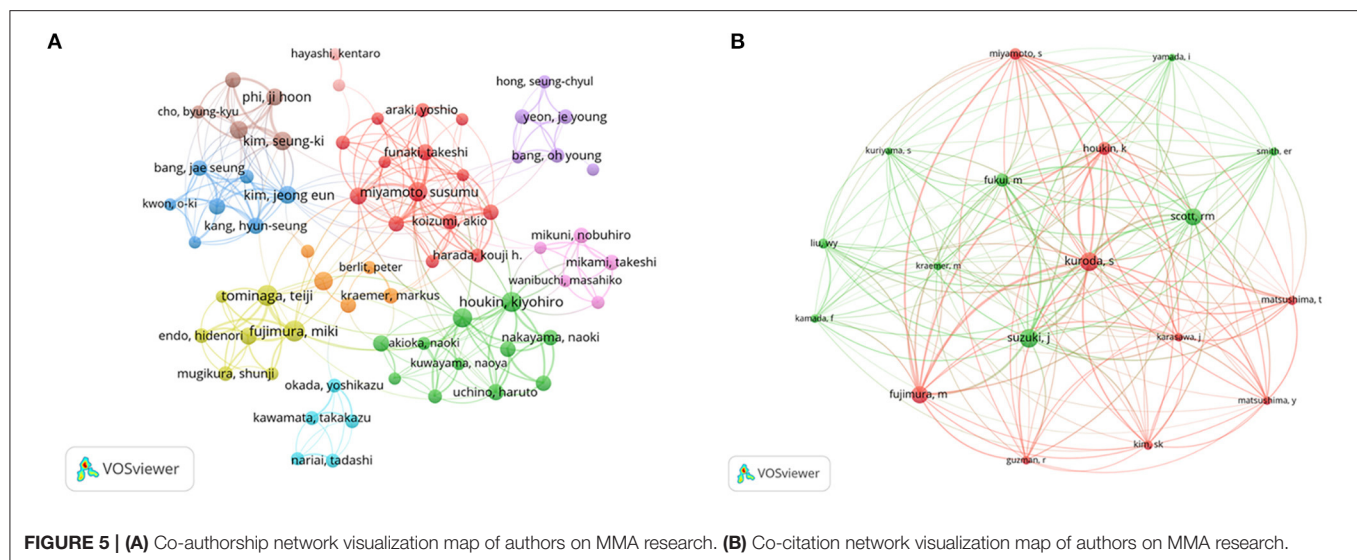 A
hayashi, kentaro
phi, ji hoon
cho, byung-kyu
kim, seung-ki
hong, seung-chyul
araki, yoshio
yeon, je young
funaki, takeshi
bang, oh young
bang, jae seung
kim, jeong eun
miyamoto, susumu
kwon, o-ki
kang, hyun-seung
koizumi, akio
mikuni, nobuhiro
harada, kouji h.
mikami, takeshi
berlit, peter
wanibuchi, masahiko
tominaga, teiji
kraemer, markus
houkin, kiyohiro
endo, hidenori
fujimura, miki
akioka, naoki
nakayama, naoki
mugikura, shunji
kuwayama, naoya
okada, yoshikazu
uchino, haruto
kawamata, takakazu
nariai, tadashi
VOSviewer
B
miyamoto, s
yamada, i
kuriyama, s
houkin, k
smith, er
fukui, m
scott, rm
liu, wy
kraemer, m
kuroda, s
matsushima, t
kamada, f
suzuki, j
karasawa, j
fujimura, m
matsushima, y
kim, sk
guzman, r
VOSviewer
FIGURE 5 | (A) Co-authorship network visualization map of authors on MMA research. (B) Co-citation network visualization map of authors on MMA research.